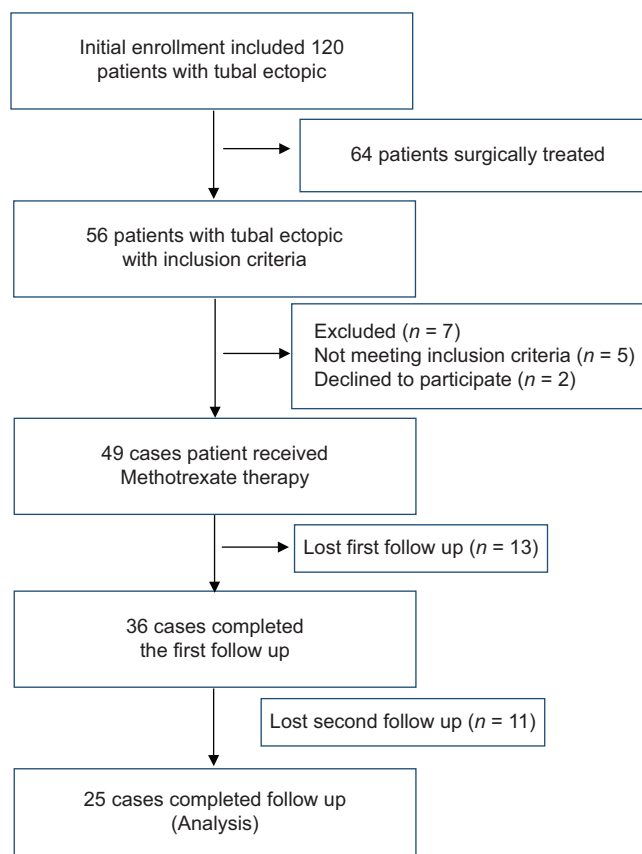 Initial enrollment included 120
patients with tubal ectopic
64 patients surgically treated
56 patients with tubal ectopic
with inclusion criteria
Excluded (n = 7)
Not meeting inclusion criteria (n = 5)
Declined to participate (n = 2)
49 cases patient received
Methotrexate therapy
Lost first follow up (n = 13)
36 cases completed
the first follow up
Lost second follow up (n = 11)
25 cases completed follow up
(Analysis)